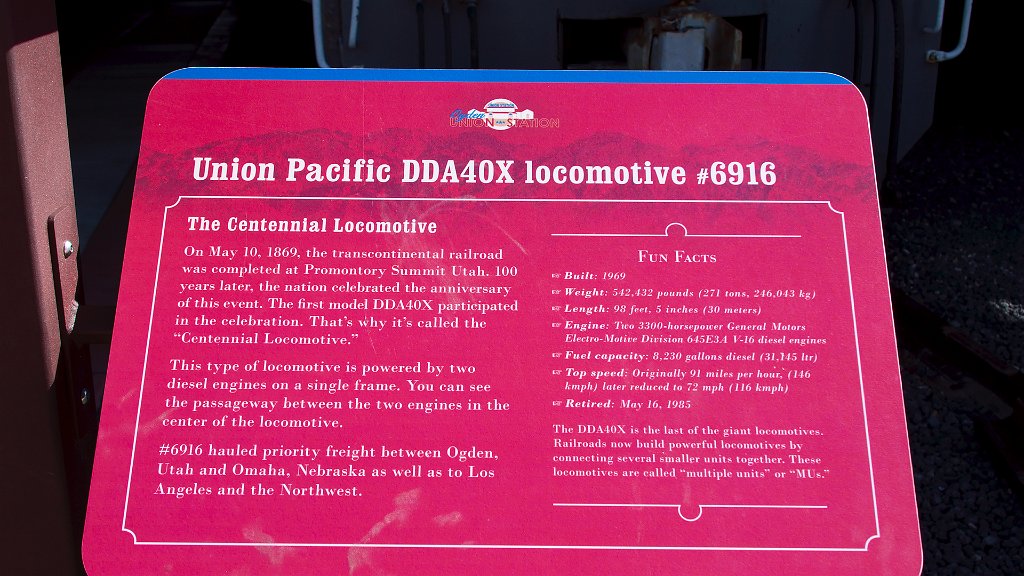 Ogden
UNION STATION
UNION STATION
Union Pacific DDA40X locomotive #6916
The Centennial Locomotive
On May 10, 1869, the transcontinental railroad
was completed at Promontory Summit Utah. 100
years later, the nation celebrated the anniversary
of this event. The first model DDA40X participated
in the celebration. That's why it's called the
“Centennial Locomotive.”
This type of locomotive is powered by two
diesel engines on a single frame. You can see
the passageway between the two engines in the
center of the locomotive.
#6916 hauled priority freight between Ogden,
Utah and Omaha, Nebraska as well as to Los
Angeles and the Northwest.
FUN FACTS
Built: 1969
Weight: 542,432 pounds (271 tons, 246,043 kg)
Length: 98 feet, 5 inches (30 meters)
Engine: Two 3300-horsepower General Motors
Electro-Motive Division 645E3A V-16 diesel engines
Fuel capacity: 8,230 gallons diesel (31,145 ltr)
Top speed: Originally 91 miles per hour, (146
kmph) later reduced to 72 mph (116 kmph)
Retired: May 16, 1985
The DDA40X is the last of the giant locomotives.
Railroads now build powerful locomotives by
connecting several smaller units together. These
locomotives are called “multiple units” or “MUs.”